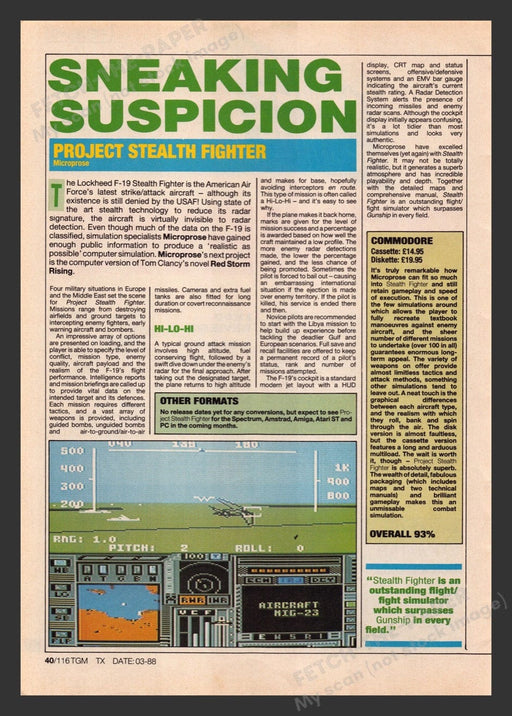 SNEAKING
SUSPICION
PROJECT STEALTH FIGHTER
Microprose
The Lockheed F-19 Stealth Fighter is the American Air
Force's latest strike/attack aircraft – although its
existence is still denied by the USAF! Using state of
the art stealth technology to reduce its radar
signature, the aircraft is virtually invisible to radar
detection. Even though much of the data on the F-19 is
classified, simulation specialists Microprose have gained
enough public information to produce a 'realistic as
possible' computer simulation. Microprose's next project
is the computer version of Tom Clancy's novel Red Storm
Rising.
Four military situations in Europe
and the Middle East set the scene
for Project Stealth Fighter.
Missions range from destroying
airfields and ground targets to
intercepting enemy fighters, early
warning aircraft and bombers.
An impressive array of options
are presented on loading, and the
player is able to specify the level of
conflict, mission type, enemy
quality, aircraft payload and the
realism of the F-19's flight
performance. Intelligence reports
and mission briefings are called up
to provide vital data on the
intended target and its defences.
Each mission requires different
tactics, and a vast array of
weapons is provided, including
guided bombs, unguided bombs
and air-to-ground/air-to-air
missiles. Cameras and extra fuel
tanks are also fitted for long
duration or covert reconnaissance
missions.
HI-LO-HI
A typical ground attack mission
involves high altitude, fuel
conserving flight, followed by a
swift dive down under the enemy's
radar for the final approach. After
taking out the designated target,
the plane returns to high altitude
and makes for base, hopefully
avoiding interceptors en route.
This type of mission is often called
a Hi-Lo-Hi – and it's easy to see
why.
If the plane makes it back home,
marks are given for the level of
mission success and a percentage
is awarded based on how well the
craft maintained a low profile. The
more enemy radar detections
made, the lower the percentage
gained, and the less chance of
being promoted. Sometimes the
pilot is forced to bail out – causing
an embarrassing international
situation if the ejection is made
over enemy territory. If the pilot is
killed, his service is ended there
and then.
Novice pilots are recommended
to start with the Libya mission to
help build up experience before
tackling the deadlier Gulf and
European scenarios. Full save and
recall facilities are offered to keep
a permanent record of a pilot's
status, rank and number of
missions attempted.
The F-19's cockpit is a standard
modern jet layout with a HUD
OTHER FORMATS
No release dates yet for any conversions, but expect to see Pro-
ject Stealth Fighter for the Spectrum, Amstrad, Amiga, Atari ST and
PC in the coming months.
display, CRT map and status
screens, offensive/defensive
systems and an EMV bar gauge
indicating the aircraft's current
stealth rating. A Radar Detection
System alerts the presence of
incoming missiles and enemy
radar scans. Although the cockpit
display initially appears confusing,
it's a lot tidier than most
simulations and looks very
authentic.
Microprose have excelled
themselves (yet again) with Stealth
Fighter. It may not be totally
realistic, but it generates a superb
atmosphere and has incredible
playability and depth. Together
with the detailed maps and
comprehensive manual, Stealth
Fighter is an outstanding flight/
fight simulator which surpasses
Gunship in every field.
COMMODORE
Cassette: £14.95
Diskette: £19.95
It's truly remarkable how
Microprose can fit so much
into Stealth Fighter and still
retain gameplay and speed
of execution. This is one of
the few simulations around
which allows the player to
fully recreate textbook
manoeuvres against enemy
aircraft, and the sheer
number of different missions
to undertake (over 100 in all)
guarantees enormous long-
term appeal. The variety of
weapons on offer provide
almost limitless tactics and
attack methods, something
other simulations tend to
leave out. A neat touch is the
graphical differences
between each aircraft type,
and the realism with which
they roll, bank and spin
through the air. The disk
version is almost faultless,
but the cassette version
features a long and arduous
multiload. The wait is worth
it, though – Project Stealth
Fighter is absolutely superb.
The wealth of detail, fabulous
packaging (which includes
maps and two technical
manuals) and brilliant
gameplay makes this an
unmissable combat
simulation.
OVERALL 93%
"Stealth Fighter is an
outstanding flight/
fight simulator
which surpasses
Gunship in every
field."
040 130 100
500
400
300
200
1K
900
800
RNG: 1.0
PITCH: 2 ROLL: 0
RWR IWR
AIRCRAFT
MIG-23
40/116 TGM TX DATE: 03-88